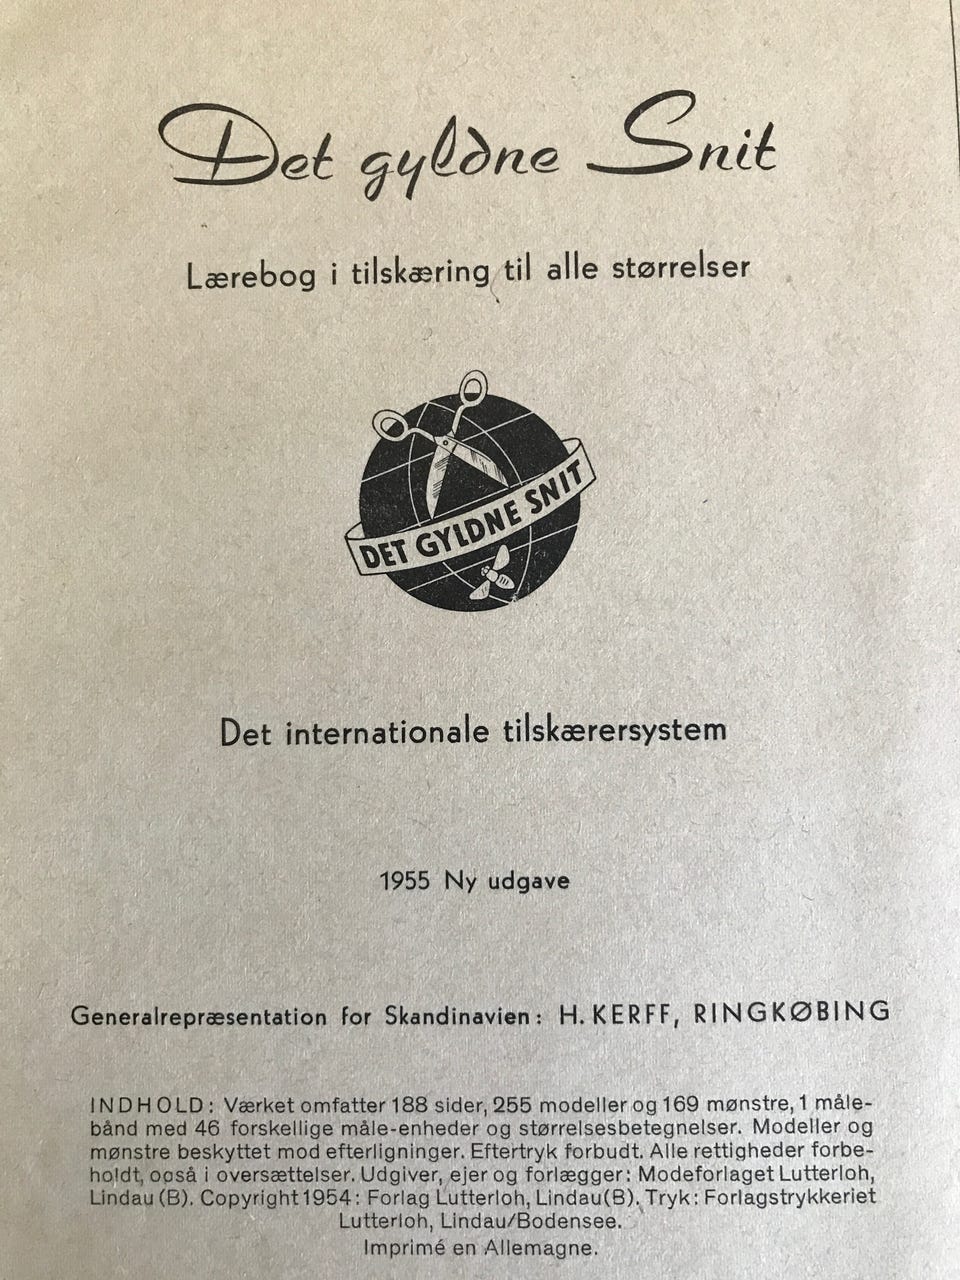 Det gyldne Snit
Lærebog i tilskæring til alle størrelser
DET GYLDNE SNIT
Det internationale tilskærersystem
1955 Ny udgave
Generalrepræsentation for Skandinavien: H. KERFF, RINGKØBING
INDHOLD: Værket omfatter 188 sider, 255 modeller og 169 mønstre, 1 måle-
bånd med 46 forskellige måle-enheder og størrelsesbetegnelser. Modeller og
mønstre beskyttet mod efterligninger. Eftertryk forbudt. Alle rettigheder forbe-
holdt, også i oversættelser. Udgiver, ejer og forlægger: Modeforlaget Lutterloh,
Lindau (B). Copyright 1954: Forlag Lutterloh, Lindau(B). Tryk: Forlagstrykkeriet
Lutterloh, Lindau/Bodensee.
Imprimé en Allemagne.